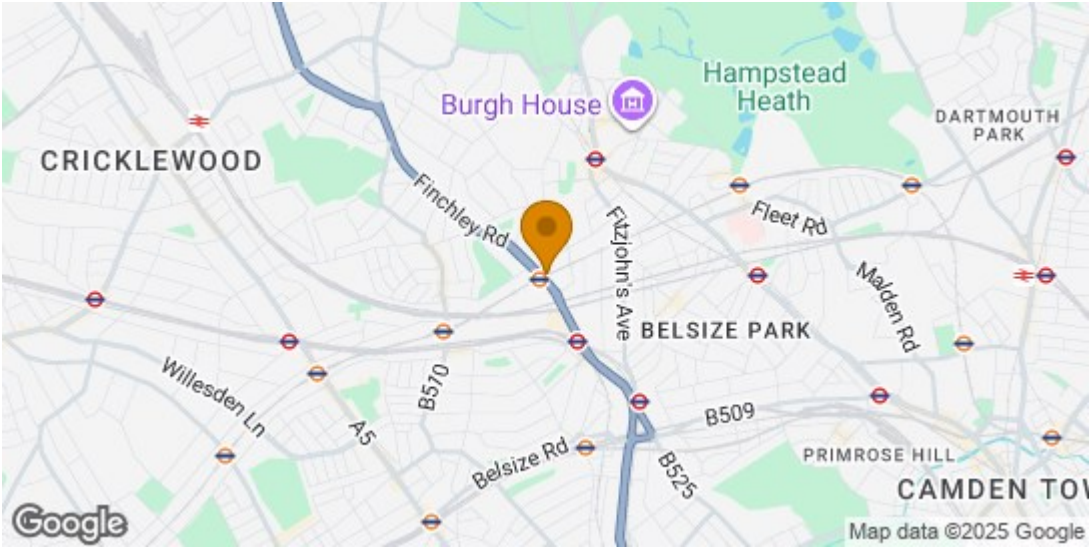 Hampstead
Heath
Burgh House
DARTMOUTH
PARK
CRICKLEWOOD
Finchley Rd
Fitzjohn's Ave
Fleet Rd
Malden Rd
BELSIZE PARK
Willesden Ln
B570
A5
B509
Belsize Rd
B525
PRIMROSE HILL
CAMDEN TOW
Google
Map data ©2025 Google